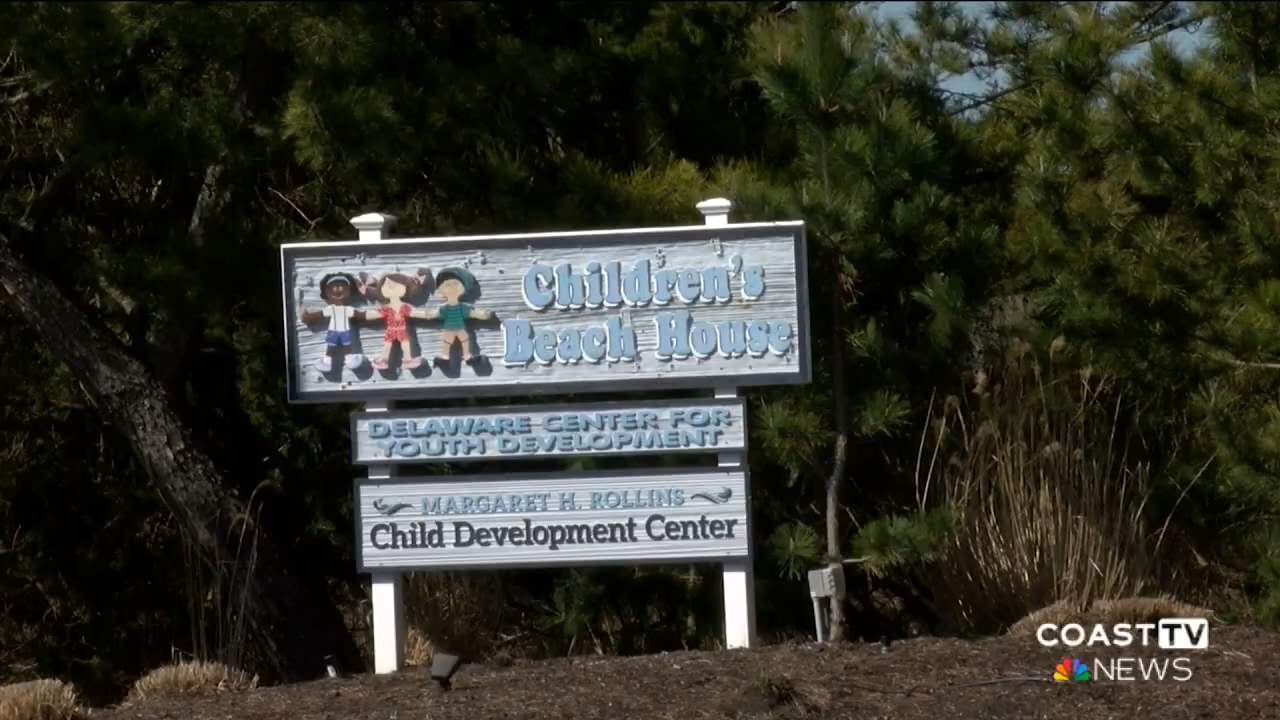 Children's
Beach House
DELAWARE CENTER FOR
YOUTH DEVELOPMENT
MARGARET H. ROLLINS
Child Development Center
COAST TV
NEWS